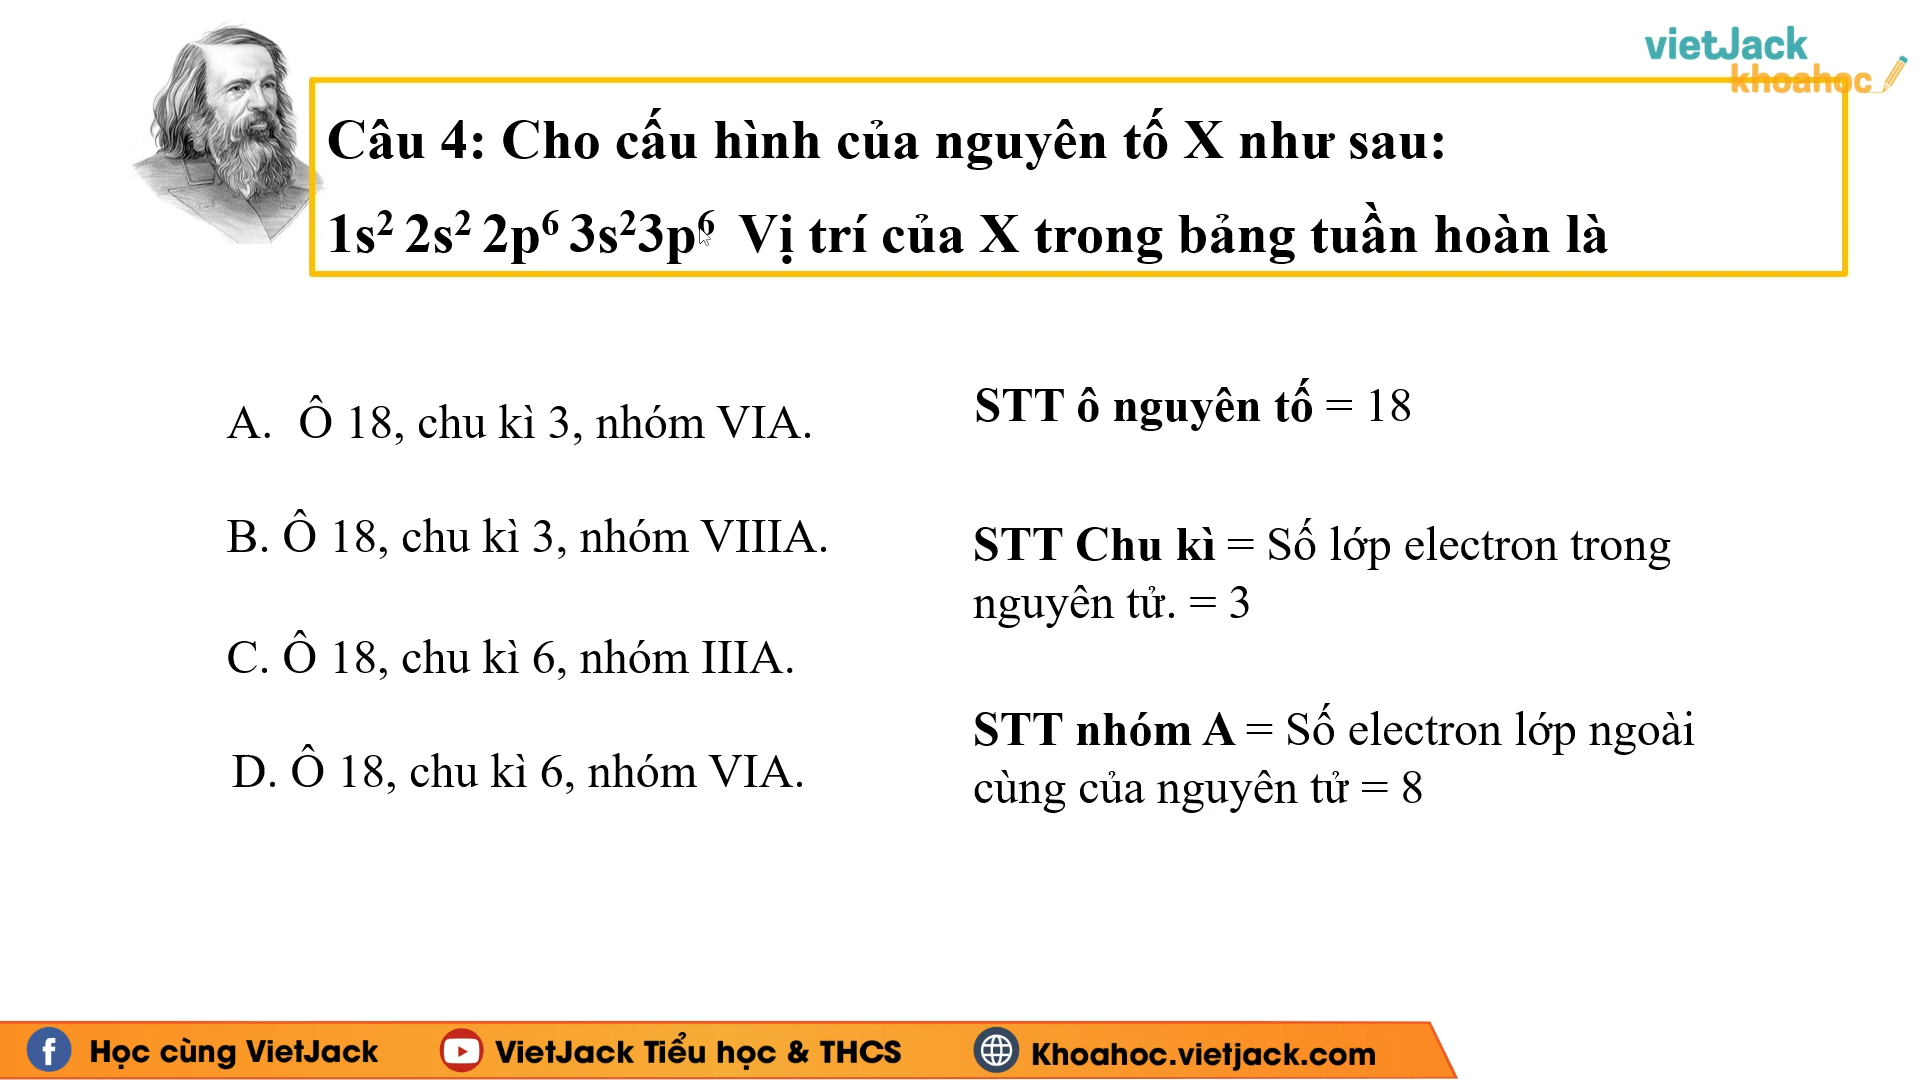 vietJack
khoahoc
Câu 4: Cho cấu hình của nguyên tố X như sau:
1s² 2s² 2p⁶ 3s²3p⁶ Vị trí của X trong bảng tuần hoàn là
A. Ô 18, chu kì 3, nhóm VIA.
B. Ô 18, chu kì 3, nhóm VIIIA.
C. Ô 18, chu kì 6, nhóm IIIA.
D. Ô 18, chu kì 6, nhóm VIA.
STT ô nguyên tố = 18
STT Chu kì = Số lớp electron trong
nguyên tử. = 3
STT nhóm A = Số electron lớp ngoài
cùng của nguyên tử = 8
Học cùng VietJack
VietJack Tiểu học & THCS
Khoahoc.vietjack.com